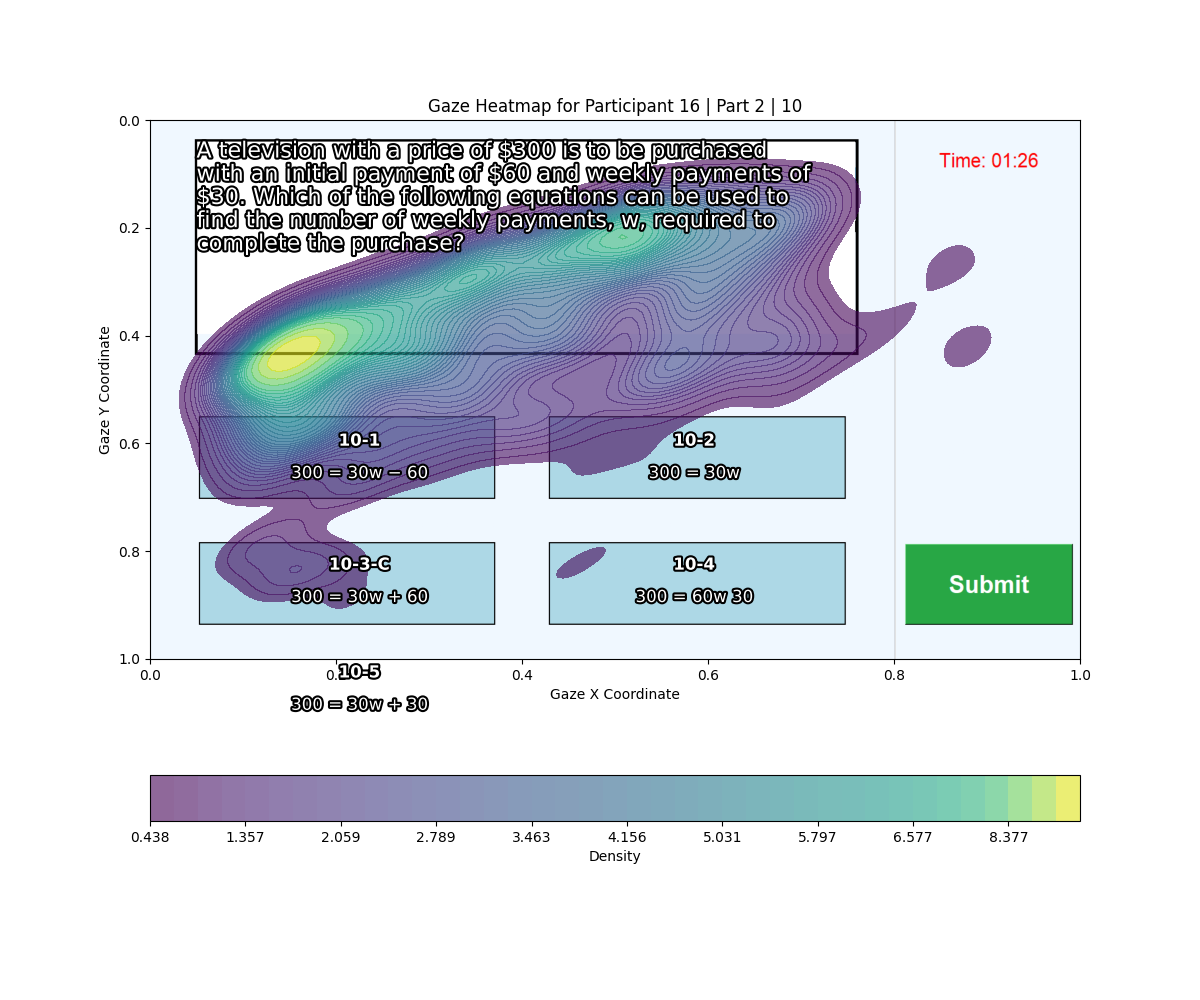 Gaze Heatmap for Participant 16 | Part 2 | 10
A television with a price of $300 is to be purchased
with an initial payment of $60 and weekly payments of
$30. Which of the following equations can be used to
find the number of weekly payments, w, required to
complete the purchase?
Time: 01:26
0.0
0.2
0.4
0.6
0.8
1.0
Gaze Y Coordinate
10-1
300 = 30w − 60
10-2
300 = 30w
10-3-C
300 = 30w + 60
10-4
300 = 60w 30
Submit
10-5
300 = 30w + 30
0.0 0.2 0.4 0.6 0.8 1.0
Gaze X Coordinate
0.438 1.357 2.059 2.789 3.463 4.156 5.031 5.797 6.577 8.377
Density